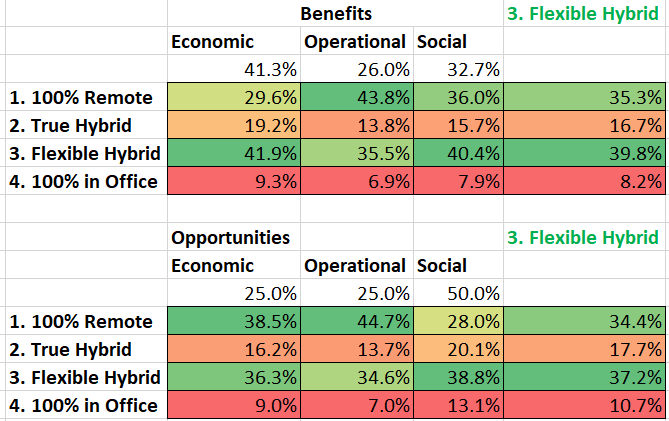 Benefits 3. Flexible Hybrid
Economic Operational Social
41.3% 26.0% 32.7%
1. 100% Remote 29.6% 43.8% 36.0% 35.3%
2. True Hybrid 19.2% 13.8% 15.7% 16.7%
3. Flexible Hybrid 41.9% 35.5% 40.4% 39.8%
4. 100% in Office 9.3% 6.9% 7.9% 8.2%
Opportunities 3. Flexible Hybrid
Economic Operational Social
25.0% 25.0% 50.0%
1. 100% Remote 38.5% 44.7% 28.0% 34.4%
2. True Hybrid 16.2% 13.7% 20.1% 17.7%
3. Flexible Hybrid 36.3% 34.6% 38.8% 37.2%
4. 100% in Office 9.0% 7.0% 13.1% 10.7%